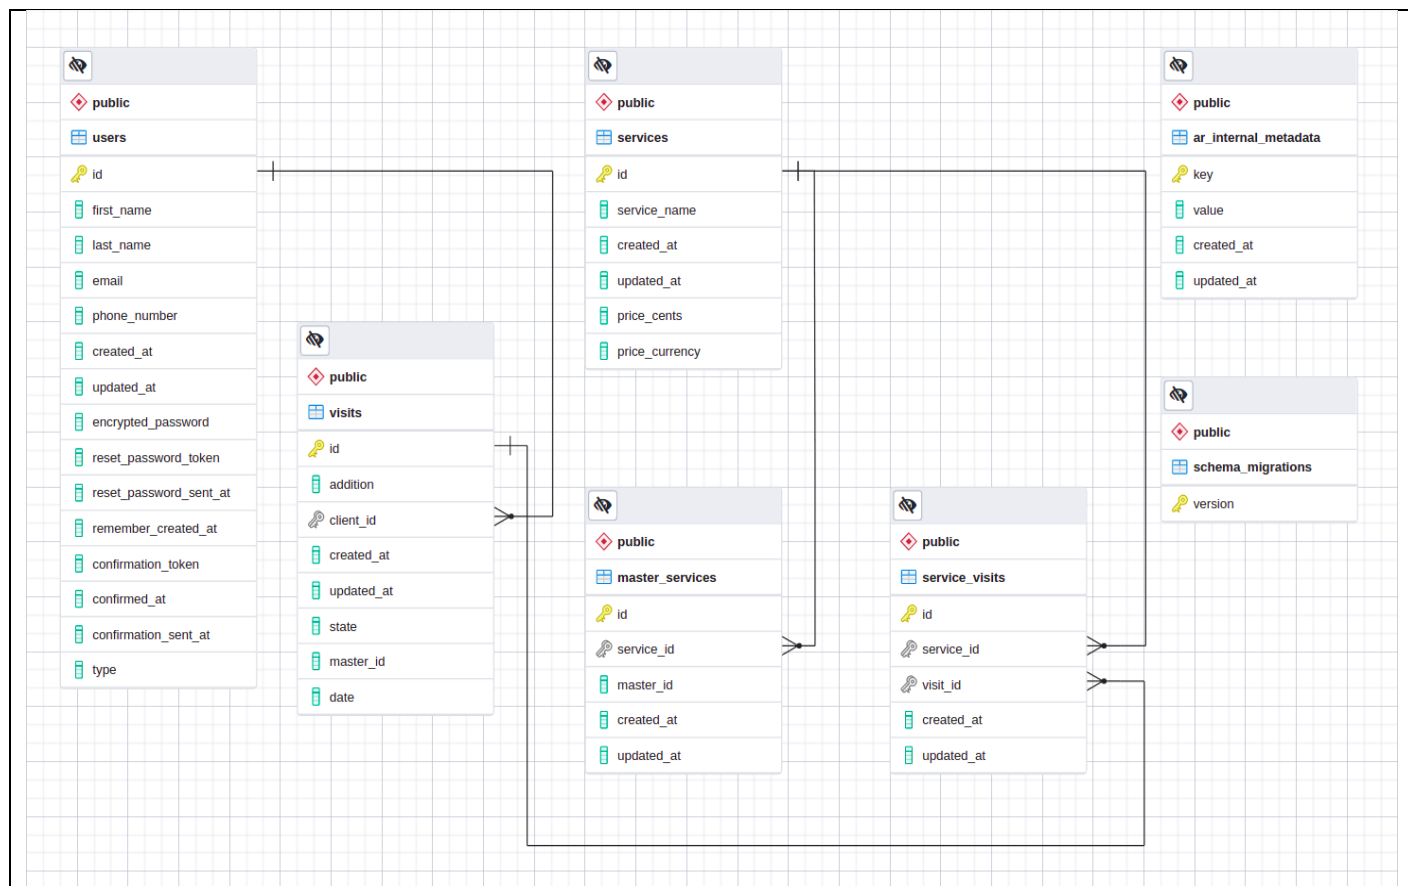 public
users
id
first_name
last_name
email
phone_number
created_at
updated_at
encrypted_password
reset_password_token
reset_password_sent_at
remember_created_at
confirmation_token
confirmed_at
confirmation_sent_at
type
public
visits
id
addition
client_id
created_at
updated_at
state
master_id
date
public
services
id
service_name
created_at
updated_at
price_cents
price_currency
public
master_services
id
service_id
master_id
created_at
updated_at
public
service_visits
id
service_id
visit_id
created_at
updated_at
public
ar_internal_metadata
key
value
created_at
updated_at
public
schema_migrations
version